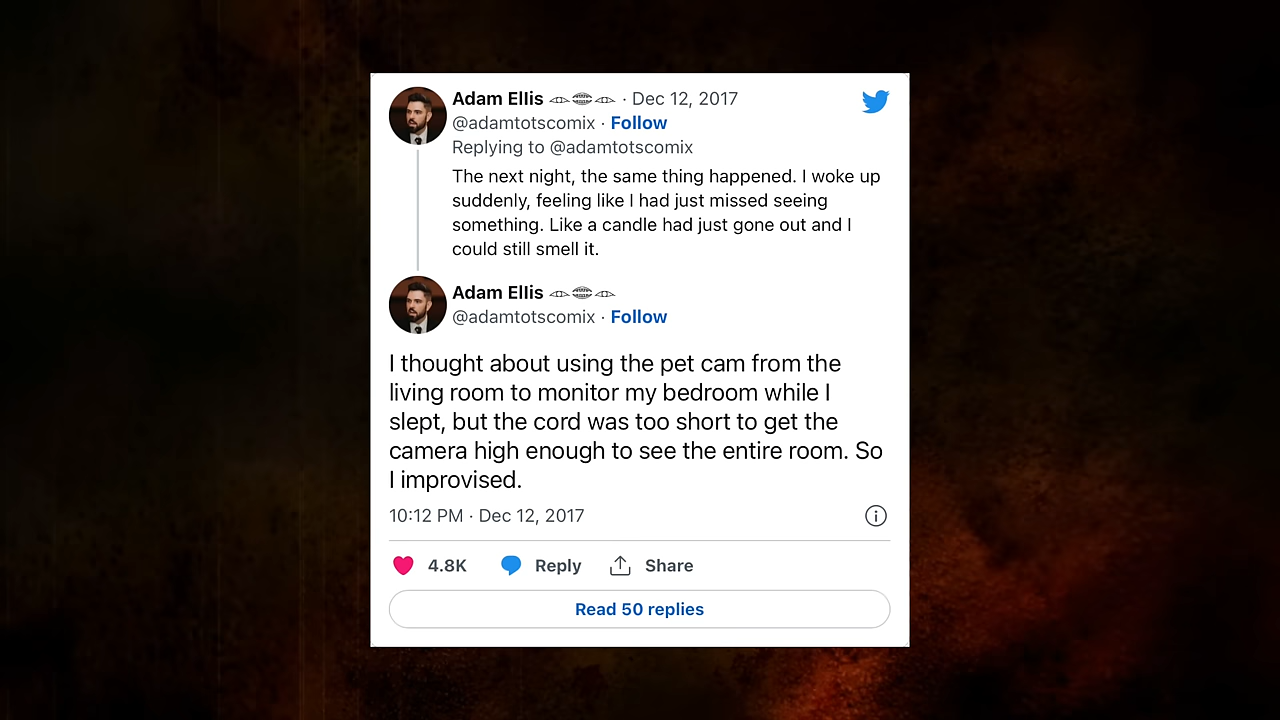 Adam Ellis · Dec 12, 2017
@adamtotscomix · Follow
Replying to @adamtotscomix
The next night, the same thing happened. I woke up
suddenly, feeling like I had just missed seeing
something. Like a candle had just gone out and I
could still smell it.
Adam Ellis
@adamtotscomix · Follow
I thought about using the pet cam from the
living room to monitor my bedroom while I
slept, but the cord was too short to get the
camera high enough to see the entire room. So
I improvised.
10:12 PM · Dec 12, 2017
4.8K Reply Share
Read 50 replies